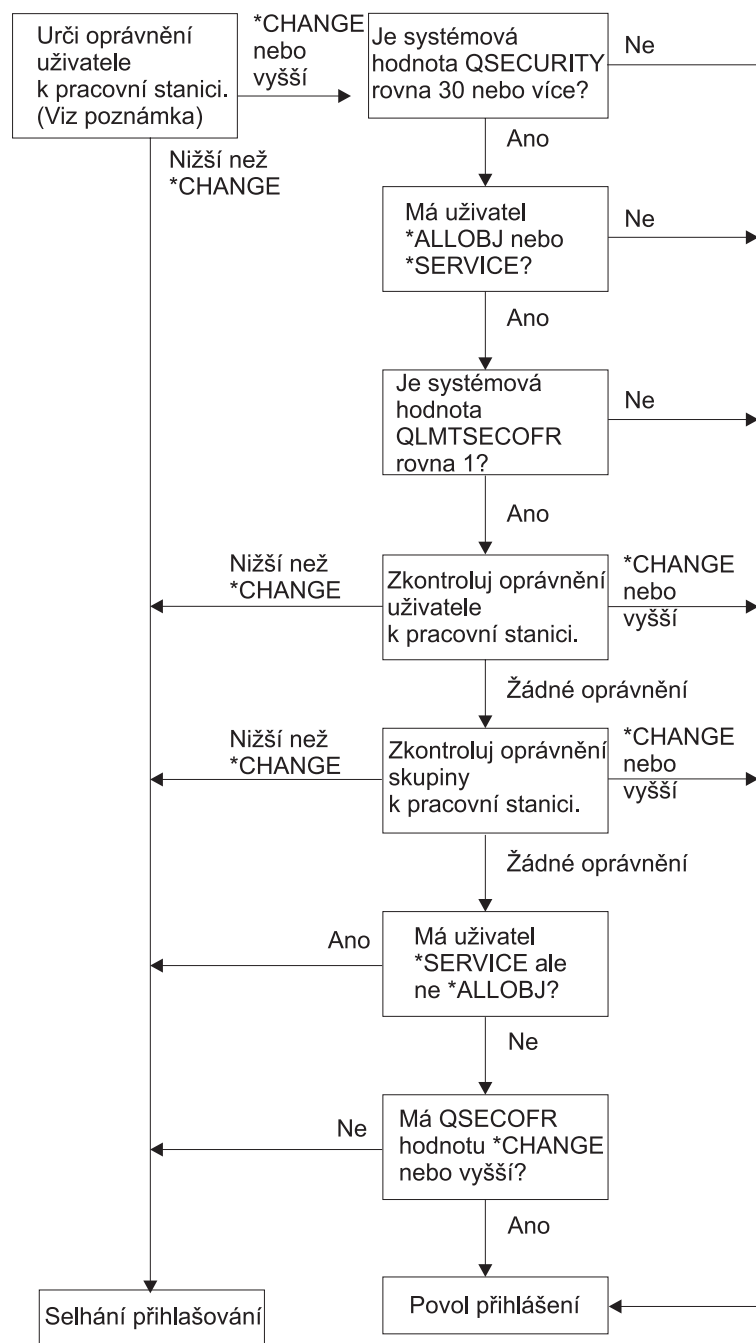 Urči oprávnění
uživatele
k pracovní stanici.
(Viz poznámka)
*CHANGE
nebo
vyšší
Je systémová
hodnota QSECURITY
rovna 30 nebo více?
Ne
Nižší než
*CHANGE
Ano
Má uživatel
*ALLOBJ nebo
*SERVICE?
Ne
Ano
Je systémová
hodnota
QLMTSECOFR
rovna 1?
Ne
Ano
Nižší než
*CHANGE
Zkontroluj oprávnění
uživatele
k pracovní stanici.
*CHANGE
nebo
vyšší
Žádné oprávnění
Nižší než
*CHANGE
Zkontroluj oprávnění
skupiny
k pracovní stanici.
*CHANGE
nebo
vyšší
Žádné oprávnění
Ano
Má uživatel
*SERVICE ale
ne *ALLOBJ?
Ne
Ne
Má QSECOFR
hodnotu *CHANGE
nebo vyšší?
Ano
Selhání přihlašování
Povol přihlášení